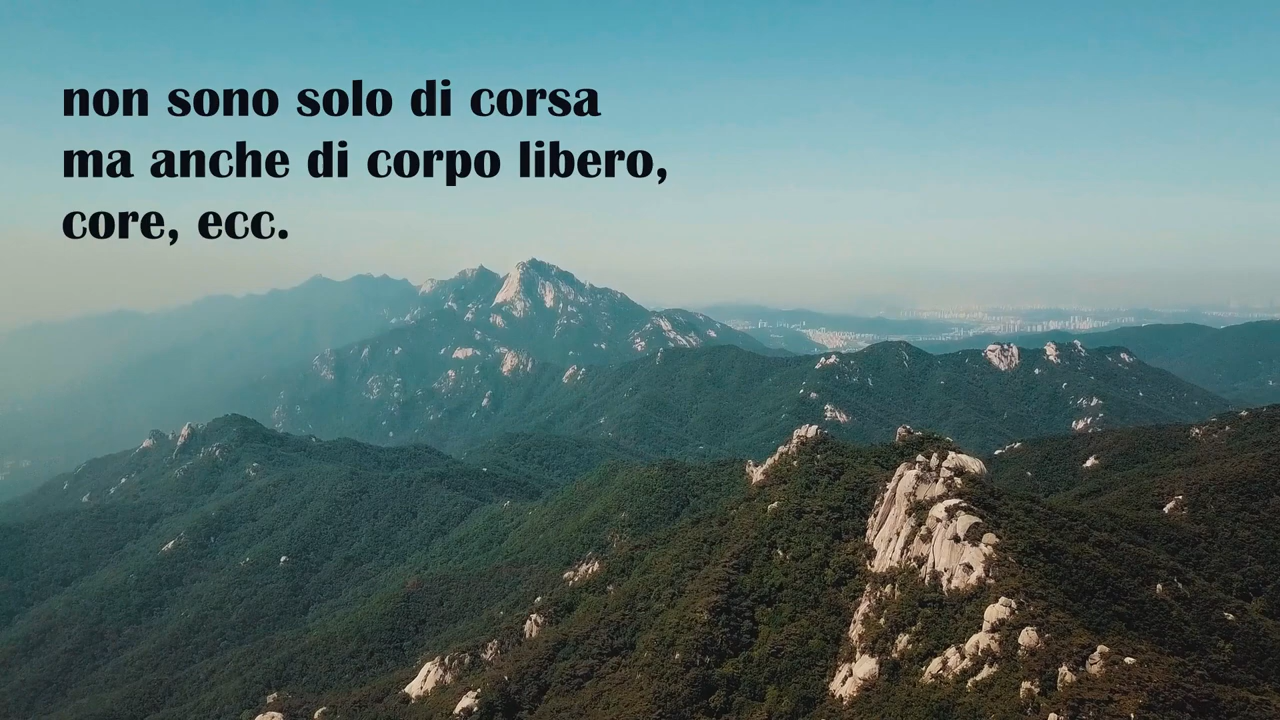 non sono solo di corsa
ma anche di corpo libero,
core, ecc.